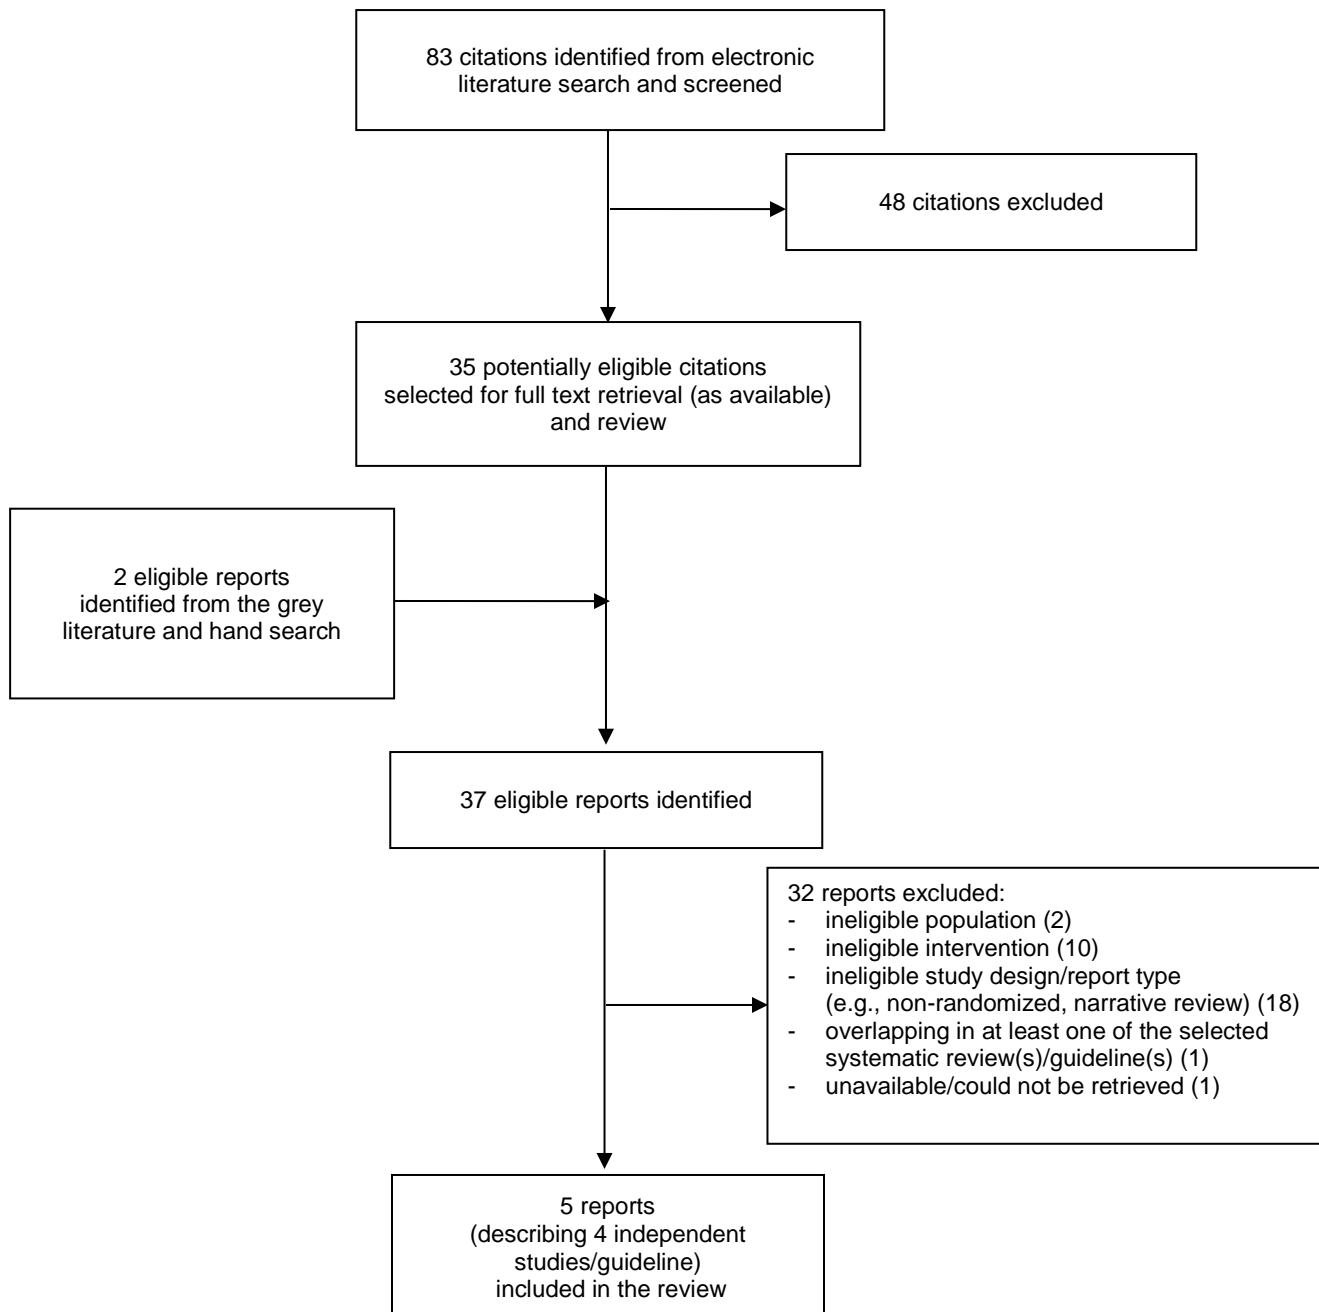 83 citations identified from electronic
literature search and screened
48 citations excluded
35 potentially eligible citations
selected for full text retrieval (as available)
and review
2 eligible reports
identified from the grey
literature and hand search
37 eligible reports identified
32 reports excluded:
- ineligible population (2)
- ineligible intervention (10)
- ineligible study design/report type
(e.g., non-randomized, narrative review) (18)
- overlapping in at least one of the selected
systematic review(s)/guideline(s) (1)
- unavailable/could not be retrieved (1)
5 reports
(describing 4 independent
studies/guideline)
included in the review